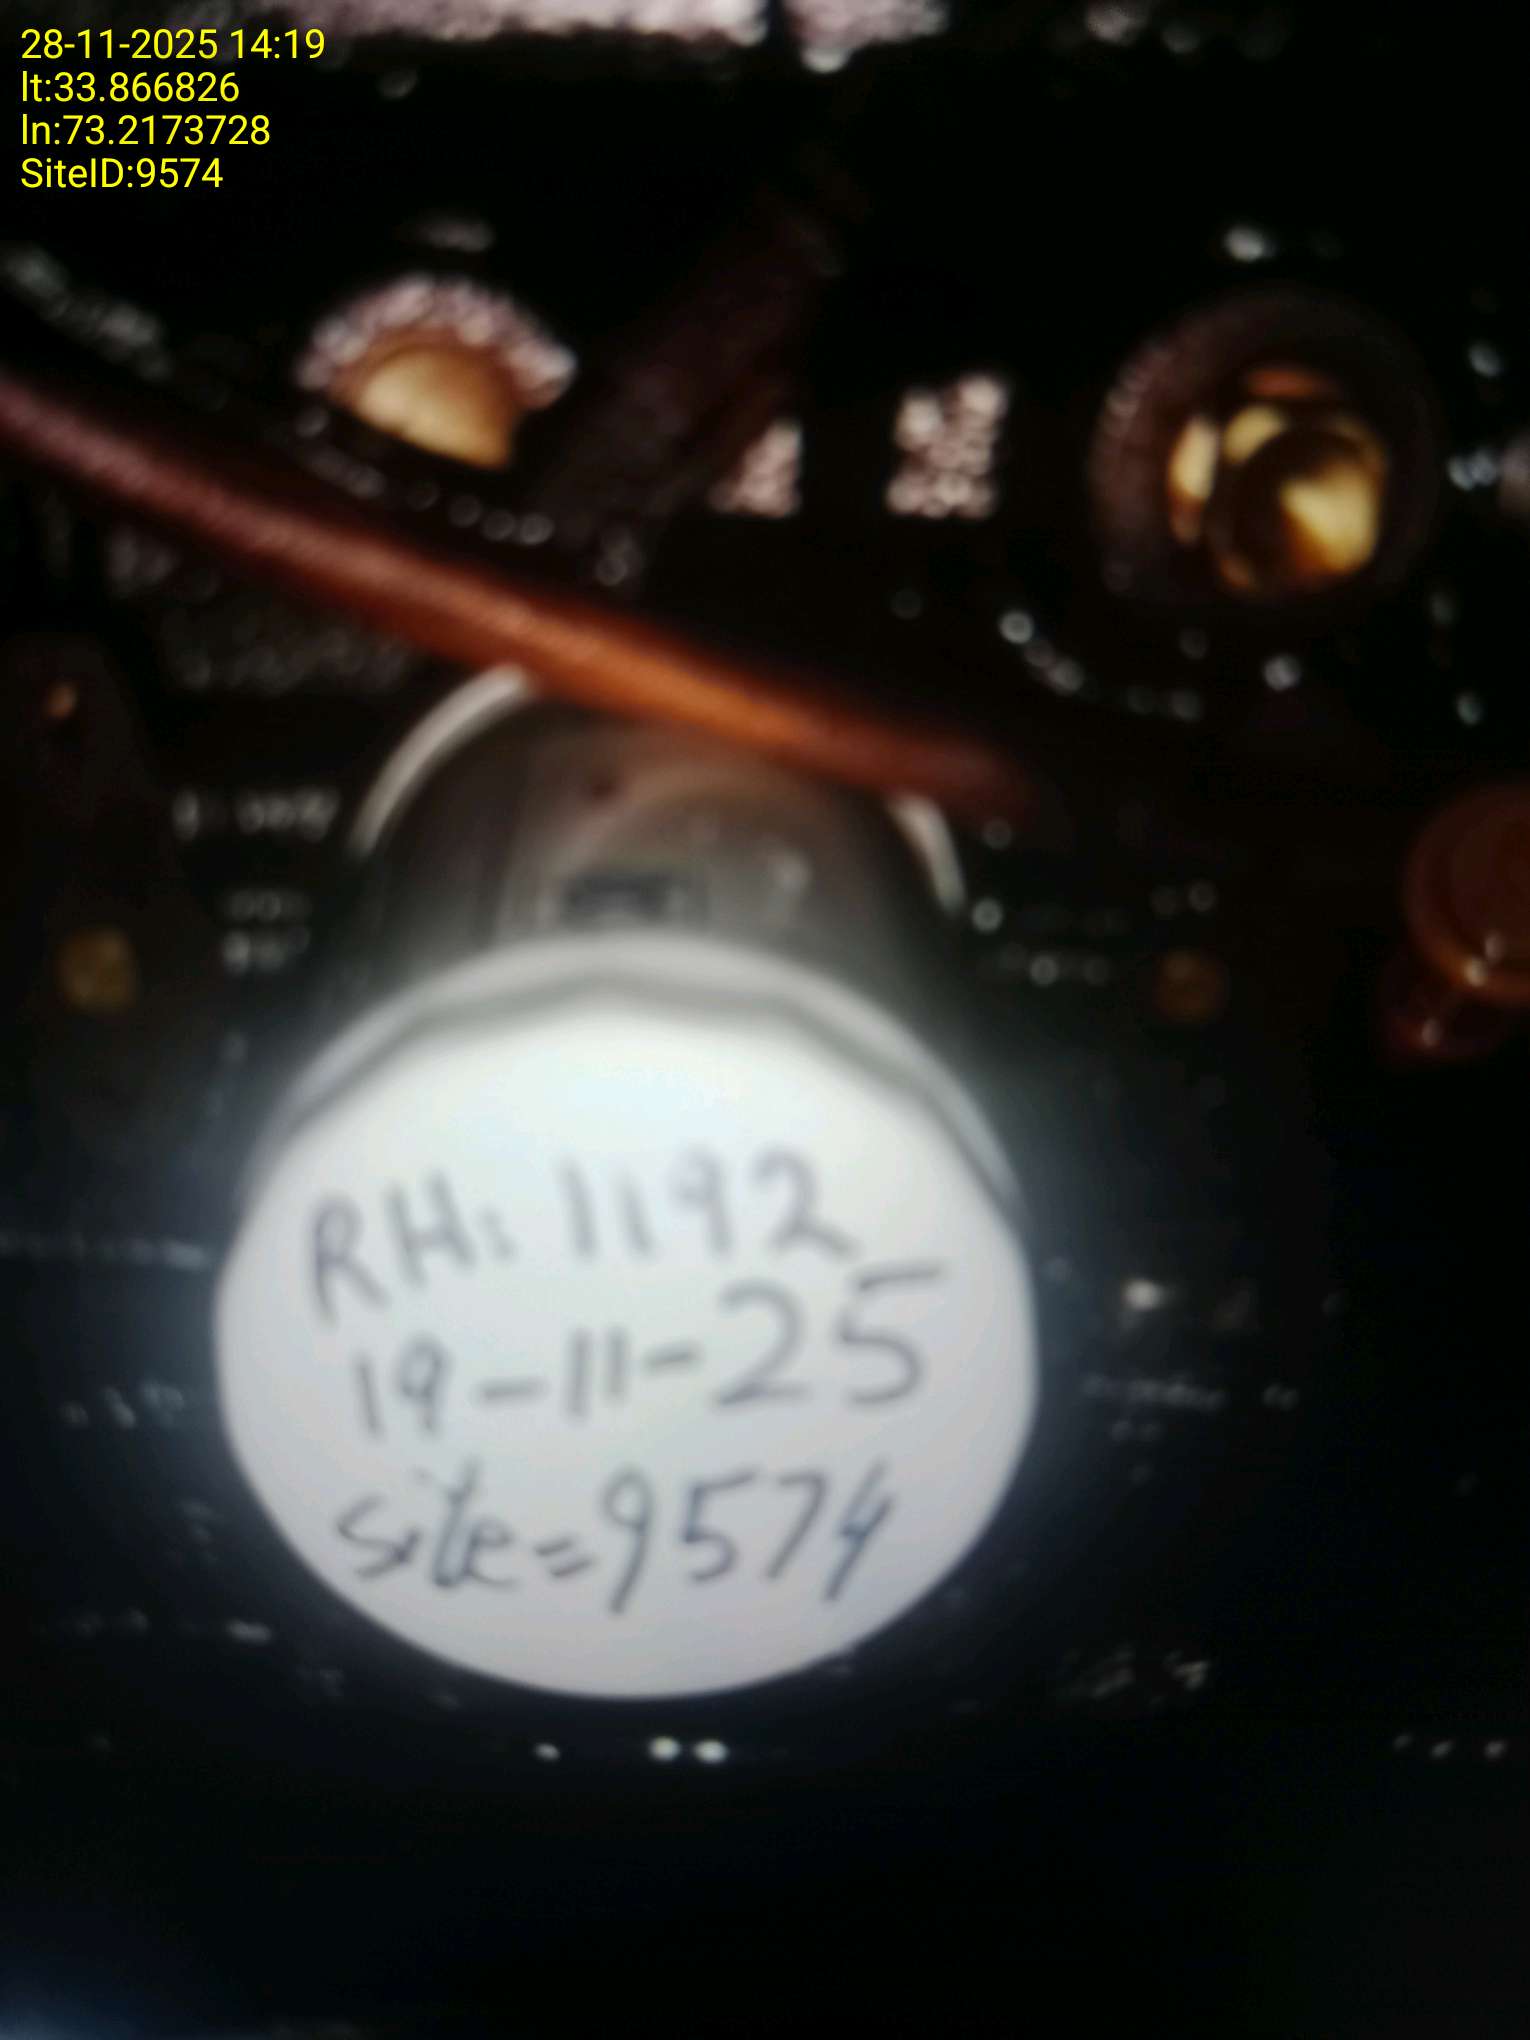 28-11-2025 14:19
lt:33.866826
ln:73.2173728
SiteID:9574
RH: 1192
19-11-25
site=9574